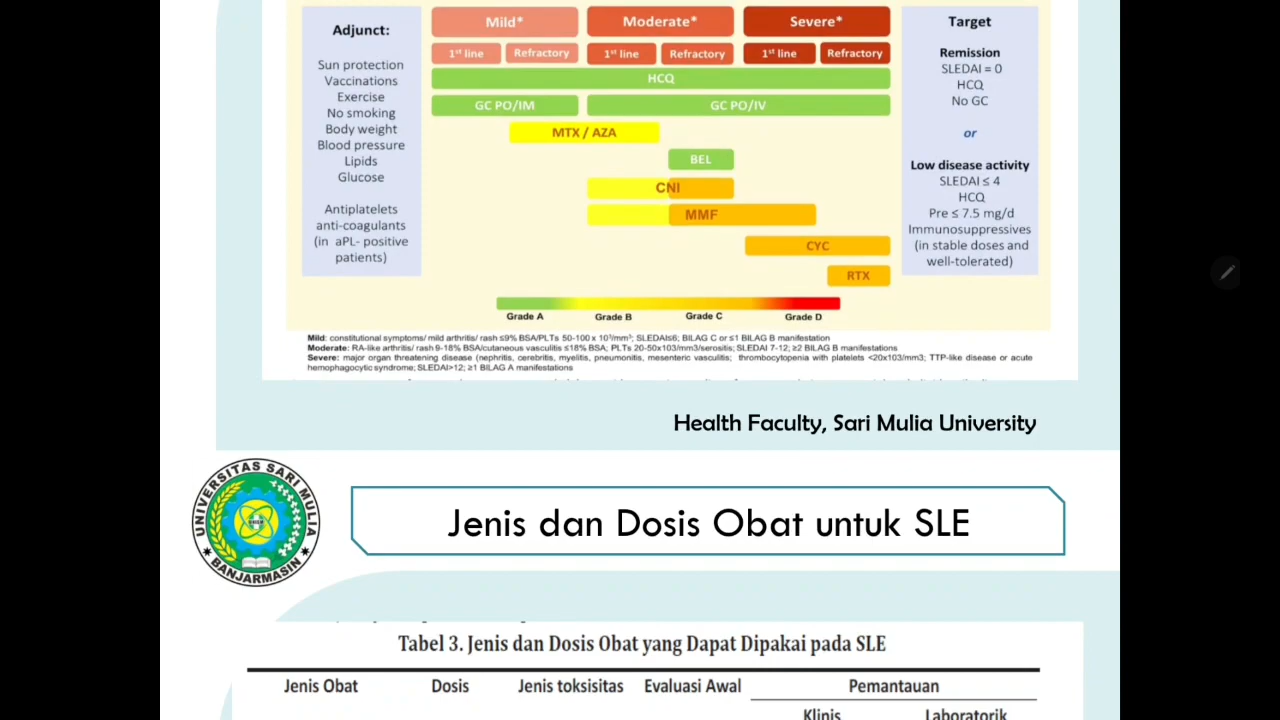 Adjunct:
Sun protection
Vaccinations
Exercise
No smoking
Body weight
Blood pressure
Lipids
Glucose
Antiplatelets
anti-coagulants
(in aPL- positive
patients)
Mild*
Moderate*
Severe*
1st line
Refractory
1st line
Refractory
1st line
Refractory
HCQ
GC PO/IM
GC PO/IV
MTX / AZA
BEL
CNI
MMF
CYC
RTX
Grade A
Grade B
Grade C
Grade D
Target
Remission
SLEDAI = 0
HCQ
No GC
or
Low disease activity
SLEDAI ≤ 4
HCQ
Pre ≤ 7.5 mg/d
Immunosuppressives
(in stable doses and
well-tolerated)
Mild: constitutional symptoms/ mild arthritis/ rash ≤9% BSA/PLTs 50-100 x 10³/mm³; SLEDAI≤6; BILAG C or ≤1 BILAG B manifestation
Moderate: RA-like arthritis/ rash 9-18% BSA/cutaneous vasculitis ≤18% BSA; PLTs 20-50x103/mm3/serositis; SLEDAI 7-12; ≥2 BILAG B manifestations
Severe: major organ threatening disease (nephritis, cerebritis, myelitis, pneumonitis, mesenteric vasculitis; thrombocytopenia with platelets <20x103/mm3; TTP-like disease or acute
hemophagocytic syndrome; SLEDAI>12; ≥1 BILAG A manifestations
Health Faculty, Sari Mulia University
UNIVERSITAS SARI MULIA
BANJARMASIN
Jenis dan Dosis Obat untuk SLE
Tabel 3. Jenis dan Dosis Obat yang Dapat Dipakai pada SLE
Jenis Obat
Dosis
Jenis toksisitas
Evaluasi Awal
Pemantauan
Klinis
Laboratorik